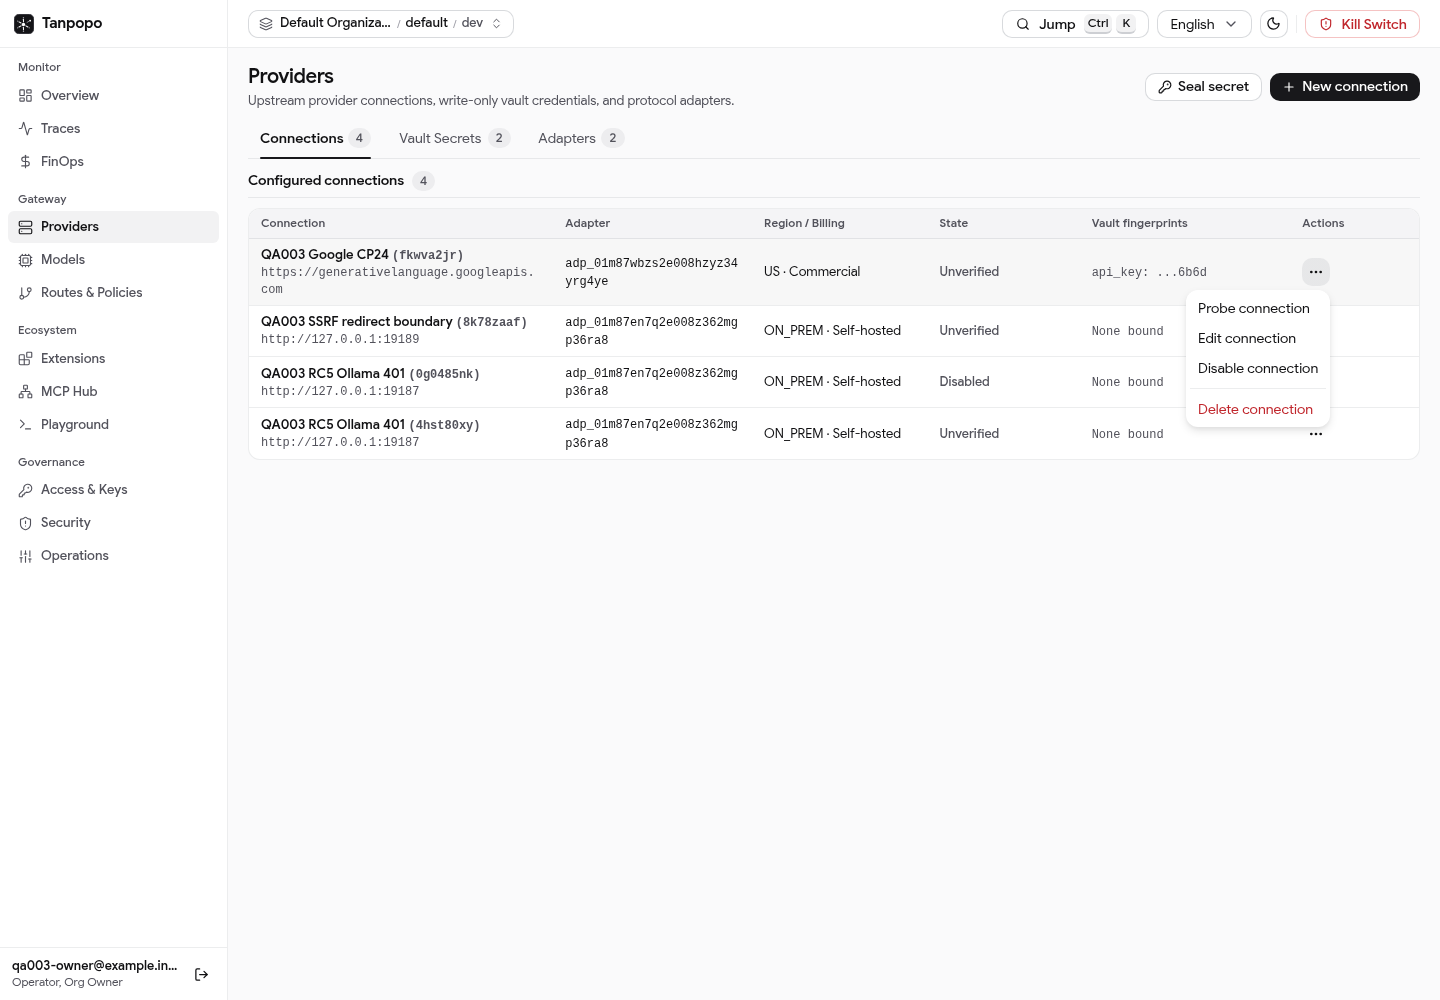 Tanpopo
Default Organiza... / default / dev
Jump Ctrl K
English
Kill Switch
Monitor
Overview
Traces
FinOps
Gateway
Providers
Models
Routes & Policies
Ecosystem
Extensions
MCP Hub
Playground
Governance
Access & Keys
Security
Operations
qa003-owner@example.in...
Operator, Org Owner
Providers
Upstream provider connections, write-only vault credentials, and protocol adapters.
Seal secret
New connection
Connections 4
Vault Secrets 2
Adapters 2
Configured connections 4
Connection Adapter Region / Billing State Vault fingerprints Actions
QA003 Google CP24 (fkwva2jr)
https://generativelanguage.googleapis.
com
adp_01m87wbzs2e008hzyz34
yrg4ye
US · Commercial
Unverified
api_key: ...6b6d
QA003 SSRF redirect boundary (8k78zaaf)
http://127.0.0.1:19189
adp_01m87en7q2e008z362mg
p36ra8
ON_PREM · Self-hosted
Unverified
None bound
QA003 RC5 Ollama 401 (0g0485nk)
http://127.0.0.1:19187
adp_01m87en7q2e008z362mg
p36ra8
ON_PREM · Self-hosted
Disabled
None bound
QA003 RC5 Ollama 401 (4hst80xy)
http://127.0.0.1:19187
adp_01m87en7q2e008z362mg
p36ra8
ON_PREM · Self-hosted
Unverified
None bound
Probe connection
Edit connection
Disable connection
Delete connection